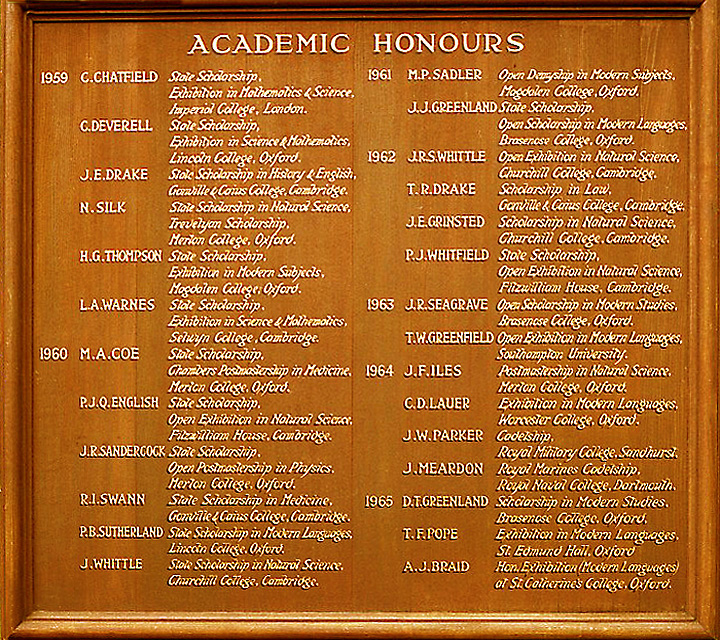 ACADEMIC HONOURS
1959 C.CHATFIELD State Scholarship,
Exhibition in Mathematics & Science,
Imperial College, London.
C.DEVERELL State Scholarship,
Exhibition in Science & Mathematics,
Lincoln College, Oxford.
J.E.DRAKE State Scholarship in History & English,
Gonville & Caius College, Cambridge.
N.SILK State Scholarship in Natural Science,
Trevelyan Scholarship,
Merton College, Oxford.
H.G.THOMPSON State Scholarship,
Exhibition in Modern Subjects,
Magdalen College, Oxford.
L.A.WARNES State Scholarship,
Exhibition in Science & Mathematics,
Selwyn College, Cambridge.
1960 M.A.COE State Scholarship,
Chambers Postmastership in Medicine,
Merton College, Oxford.
P.J.Q.ENGLISH State Scholarship,
Open Exhibition in Natural Science,
Fitzwilliam House, Cambridge.
J.R.SANDERCOCK State Scholarship,
Open Postmastership in Physics,
Merton College, Oxford.
R.I.SWANN State Scholarship in Medicine,
Gonville & Caius College, Cambridge.
P.B.SUTHERLAND State Scholarship in Modern Languages,
Lincoln College, Oxford.
J.WHITTLE State Scholarship in Natural Science,
Churchill College, Cambridge.
1961 M.P.SADLER Open Demyship in Modern Subjects,
Magdalen College, Oxford.
J.J.GREENLAND State Scholarship,
Open Scholarship in Modern Languages,
Brasenose College, Oxford.
1962 J.R.S.WHITTLE Open Exhibition in Natural Science,
Churchill College, Cambridge.
T.R.DRAKE Scholarship in Law,
Gonville & Caius College, Cambridge.
J.E.GRINSTED Scholarship in Natural Science,
Churchill College, Cambridge.
P.J.WHITFIELD State Scholarship,
Open Exhibition in Natural Science,
Fitzwilliam House, Cambridge.
1963 J.R.SEAGRAVE Open Scholarship in Modern Studies,
Brasenose College, Oxford.
T.W.GREENFIELD Open Exhibition in Modern Languages,
Southampton University.
1964 J.F.ILES Postmastership in Natural Science,
Merton College, Oxford.
C.D.LAUER Exhibition in Modern Languages,
Worcester College, Oxford.
J.W.PARKER Cadetship,
Royal Military College, Sandhurst.
J.MEARDON Royal Marines Cadetship,
Royal Naval College, Dartmouth.
1965 D.T.GREENLAND Scholarship in Modern Studies,
Brasenose College, Oxford.
T.F.POPE Exhibition in Modern Languages,
St. Edmund Hall, Oxford
A.J.BRAID Hon. Exhibition (Modern Languages)
at St. Catherine's College, Oxford.